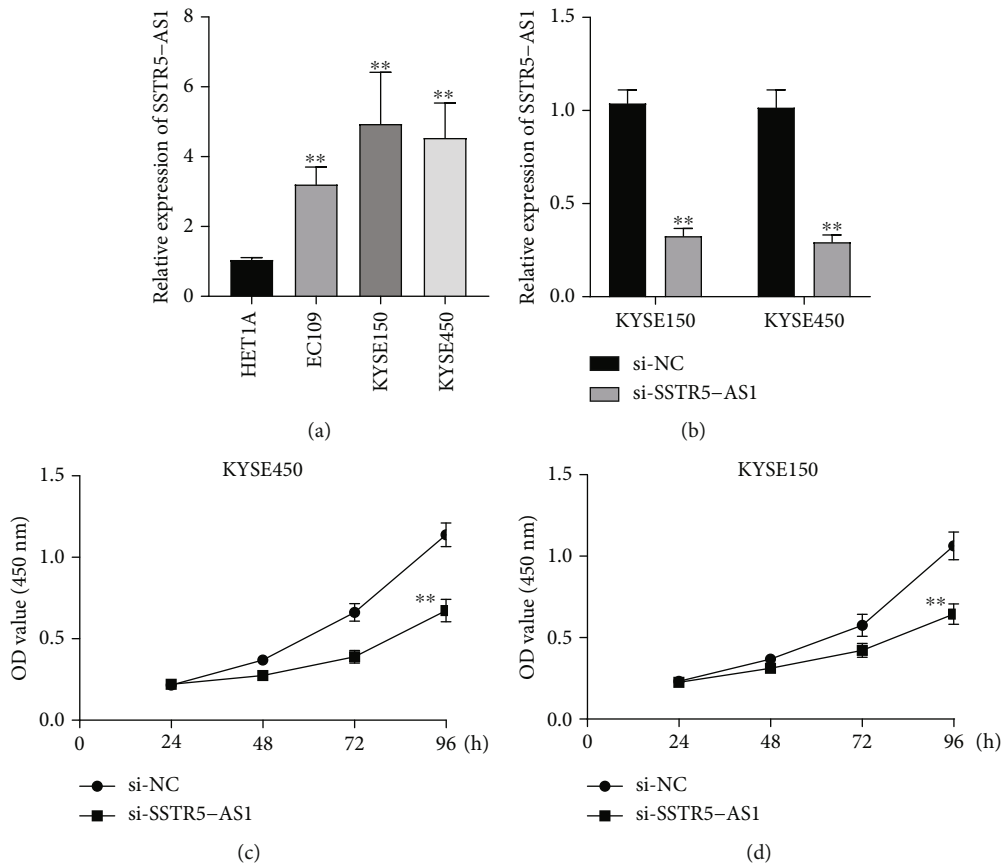 Relative expression of SSTR5–AS1
8
6
4
2
0
**
**
**
HET1A
EC109
KYSE150
KYSE450
(a)
Relative expression of SSTR5–AS1
1.5
1.0
0.5
0.0
**
**
KYSE150
KYSE450
si-NC
si-SSTR5–AS1
(b)
KYSE450
OD value (450 nm)
1.5
1.0
0.5
0.0
**
0 24 48 72 96 (h)
si-NC
si-SSTR5–AS1
(c)
KYSE150
OD value (450 nm)
1.5
1.0
0.5
0.0
**
0 24 48 72 96 (h)
si-NC
si-SSTR5–AS1
(d)